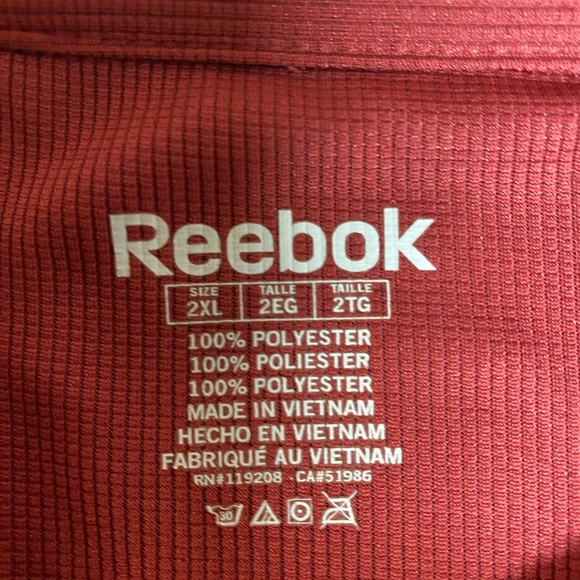 Reebok
SIZE TALLE TAILLE
2XL 2EG 2TG
100% POLYESTER
100% POLIESTER
100% POLYESTER
MADE IN VIETNAM
HECHO EN VIETNAM
FABRIQUÉ AU VIETNAM
RN#119208 - CA#51986
30